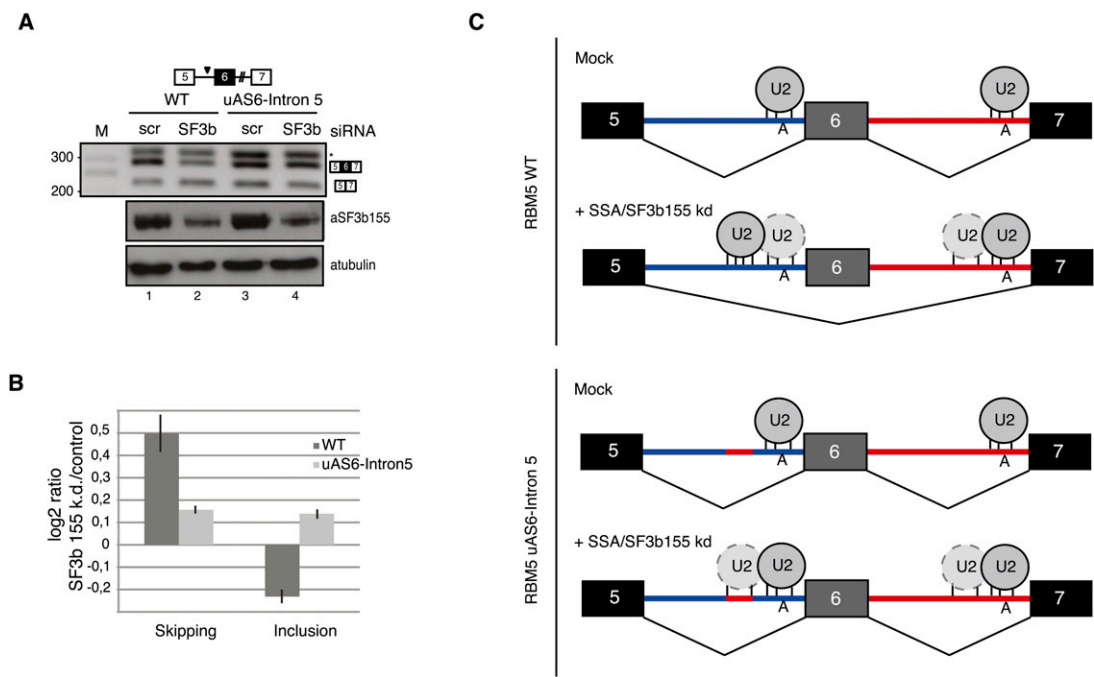 A
5 6 7
WT uAS6-Intron 5
M scr SF3b scr SF3b siRNA
300
*
5 6 7
200
5 7
aSF3b155
atubulin
1 2 3 4
B
log2 ratio
SF3b 155 k.d./control
0,5
0,4
0,3
0,2
0,1
0
-0,1
-0,2
WT
uAS6-Intron5
Skipping Inclusion
C
RBM5 WT
Mock
U2 U2
5 A 6 A 7
+ SSA/SF3b155 kd
U2 U2 U2 U2
5 A 6 A 7
RBM5 uAS6-Intron 5
Mock
U2 U2
5 A 6 A 7
+ SSA/SF3b155 kd
U2 U2 U2 U2
5 A 6 A 7